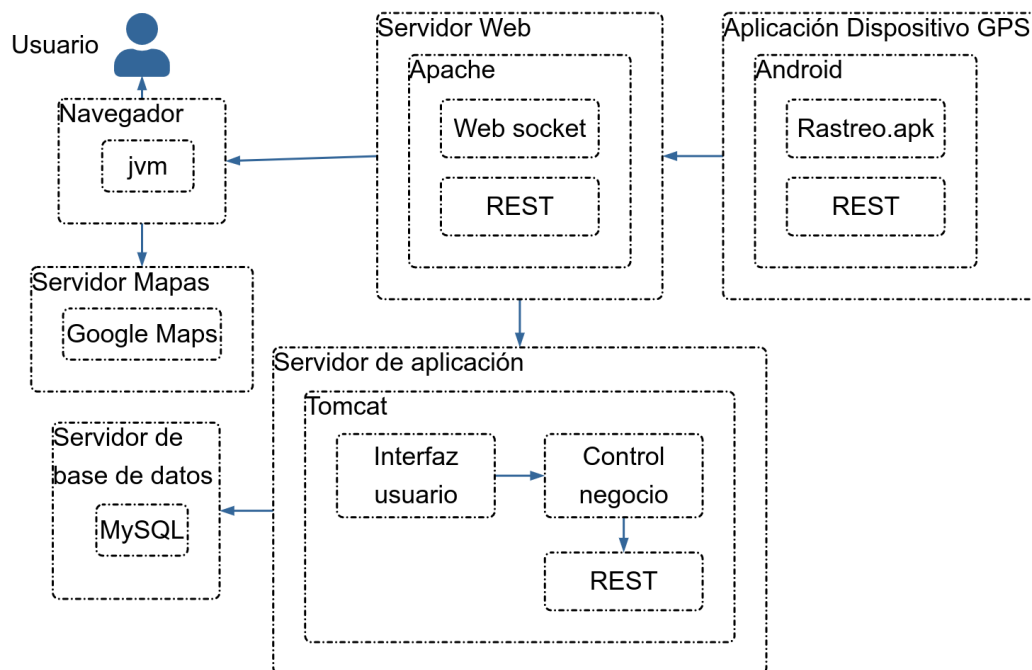 Usuario
Navegador
jvm
Servidor Mapas
Google Maps
Servidor Web
Apache
Web socket
REST
Aplicación Dispositivo GPS
Android
Rastreo.apk
REST
Servidor de aplicación
Tomcat
Interfaz
usuario
Control
negocio
REST
Servidor de
base de datos
MySQL